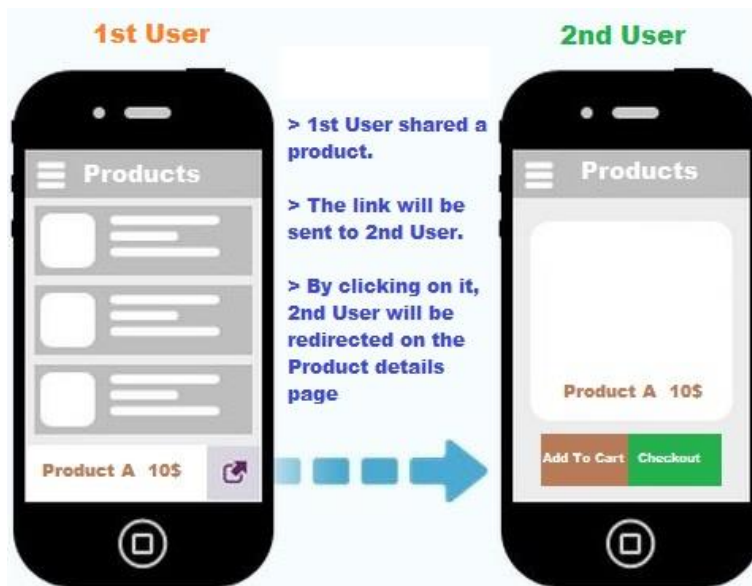 1st User
2nd User
> 1st User shared a
product.
> The link will be
sent to 2nd User.
> By clicking on it,
2nd User will be
redirected on the
Product details
page
Products
Product A 10$
Products
Product A 10$
Add To Cart
Checkout